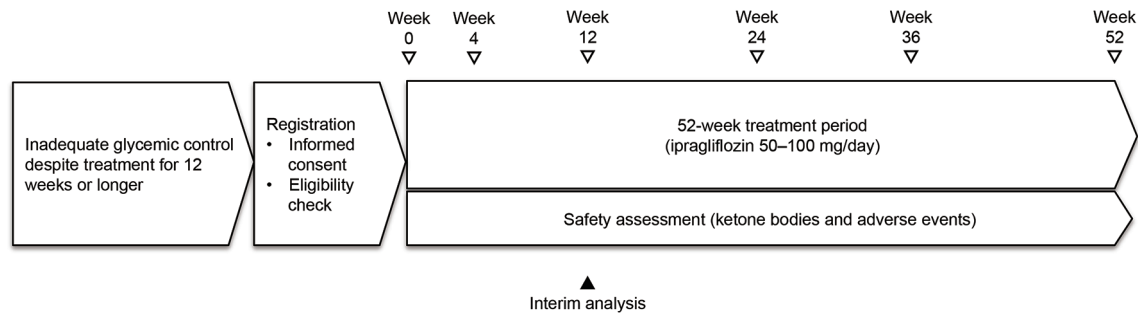 Week Week Week Week Week Week
0 4 12 24 36 52
Inadequate glycemic control
despite treatment for 12
weeks or longer
Registration
• Informed
consent
• Eligibility
check
52-week treatment period
(ipragliflozin 50–100 mg/day)
Safety assessment (ketone bodies and adverse events)
Interim analysis